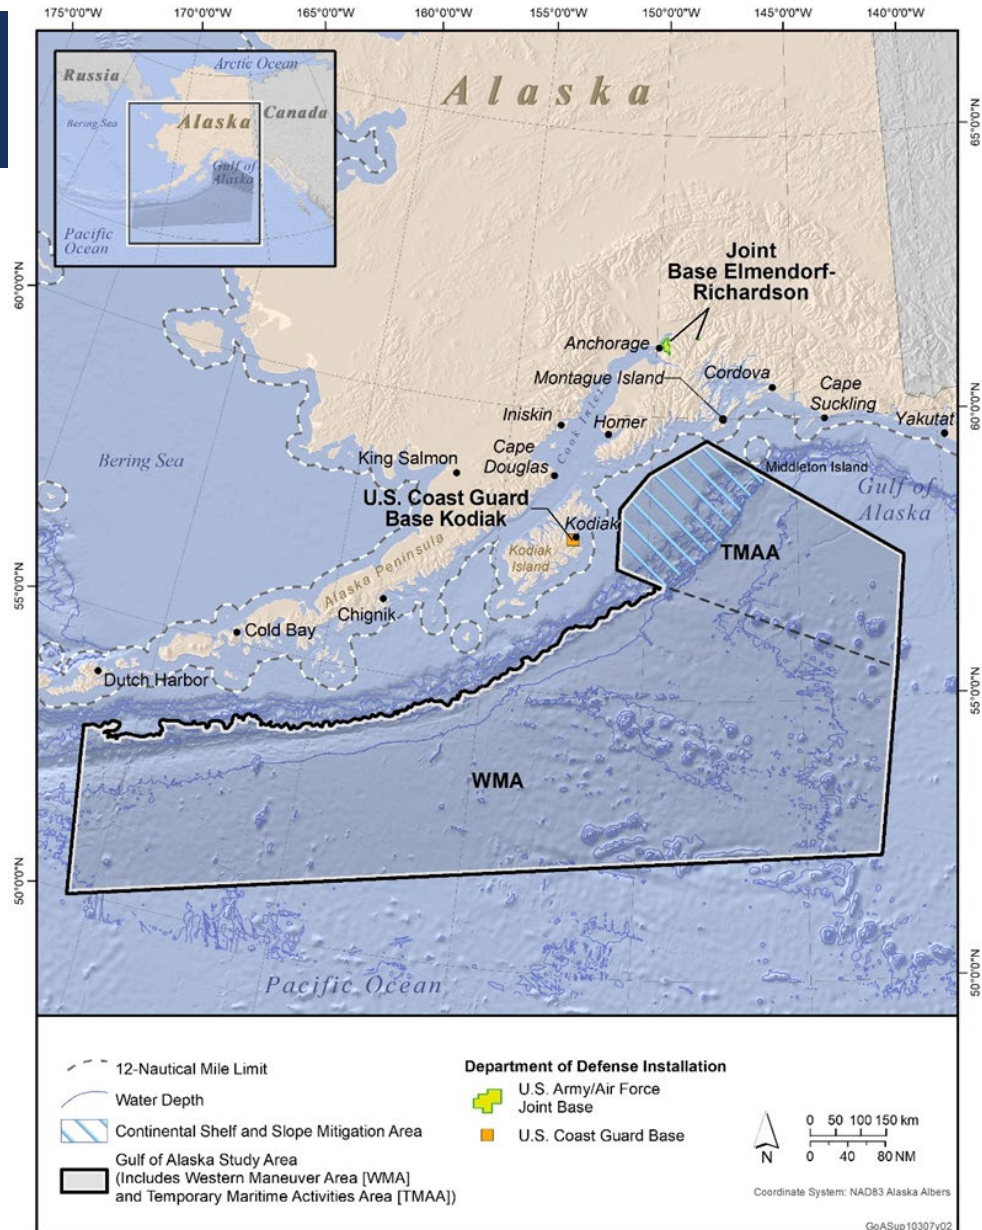 175°0'0"W
170°0'0"W
165°0'0"W
160°0'0"W
155°0'0"W
150°0'0"W
145°0'0"W
140°0'0"W
Russia
Arctic Ocean
Bering Sea
Alaska
Canada
Gulf of
Alaska
Pacific
Ocean
Alaska
65°0'0"N
60°0'0"N
Joint
Base Elmendorf-
Richardson
Anchorage
Montague Island
Cordova
Cape
Suckling
60°0'0"N
Yakutat
Iniskin
Cook Inlet
Homer
Bering Sea
King Salmon
Cape
Douglas
Middleton Island
Gulf of
Alaska
U.S. Coast Guard
Base Kodiak
Kodiak
Kodiak
Island
TMAA
Alaska Peninsula
55°0'0"N
Chignik
Cold Bay
Dutch Harbor
55°0'0"N
WMA
50°0'0"N
50°0'0"N
Pacific Ocean
12-Nautical Mile Limit
Water Depth
Continental Shelf and Slope Mitigation Area
Gulf of Alaska Study Area
(Includes Western Maneuver Area [WMA]
and Temporary Maritime Activities Area [TMAA])
Department of Defense Installation
U.S. Army/Air Force
Joint Base
U.S. Coast Guard Base
N
0 50 100 150 km
0 40 80 NM
Coordinate System: NAD83 Alaska Albers
GoASup10307v02